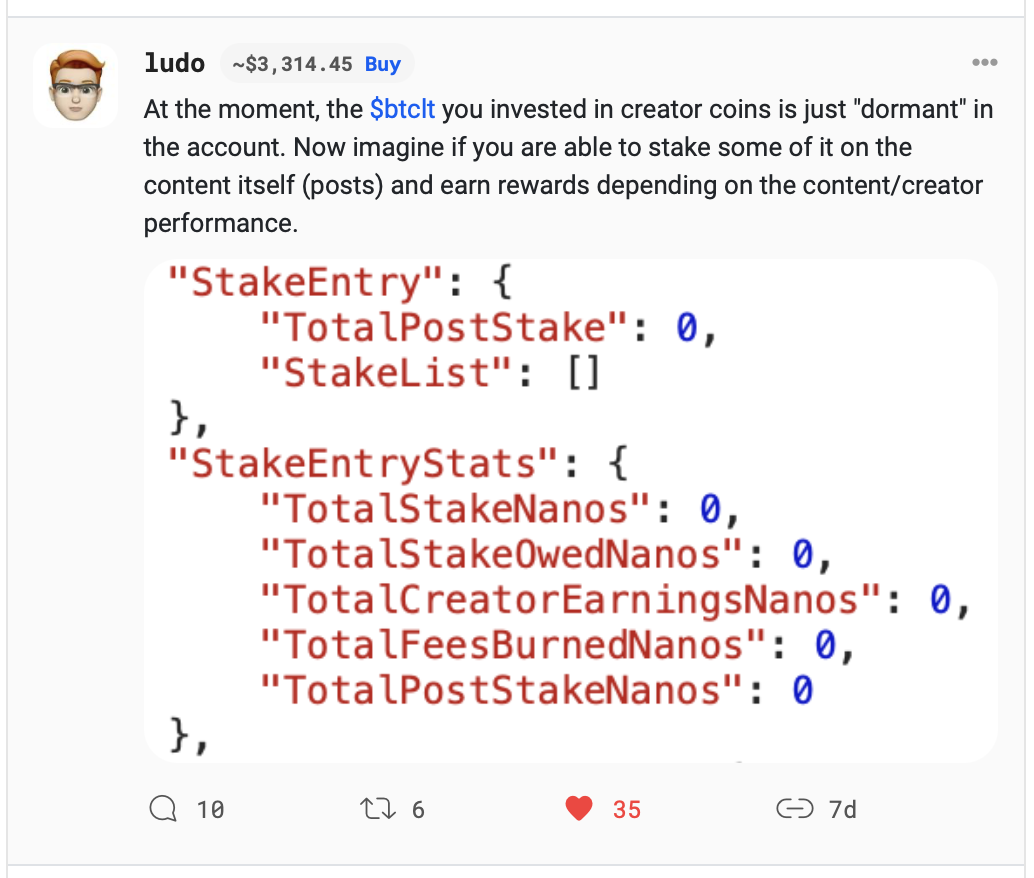 ludo ~$3,314.45 Buy
At the moment, the $btclt you invested in creator coins is just "dormant" in
the account. Now imagine if you are able to stake some of it on the
content itself (posts) and earn rewards depending on the content/creator
performance.
"StakeEntry": {
"TotalPostStake": 0,
"StakeList": []
},
"StakeEntryStats": {
"TotalStakeNanos": 0,
"TotalStakeOwedNanos": 0,
"TotalCreatorEarningsNanos": 0,
"TotalFeesBurnedNanos": 0,
"TotalPostStakeNanos": 0
},
10 6 35 7d